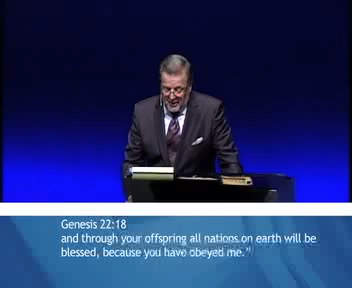 Genesis 22:18
and through your offspring all nations on earth will be
blessed, because you have obeyed me.”